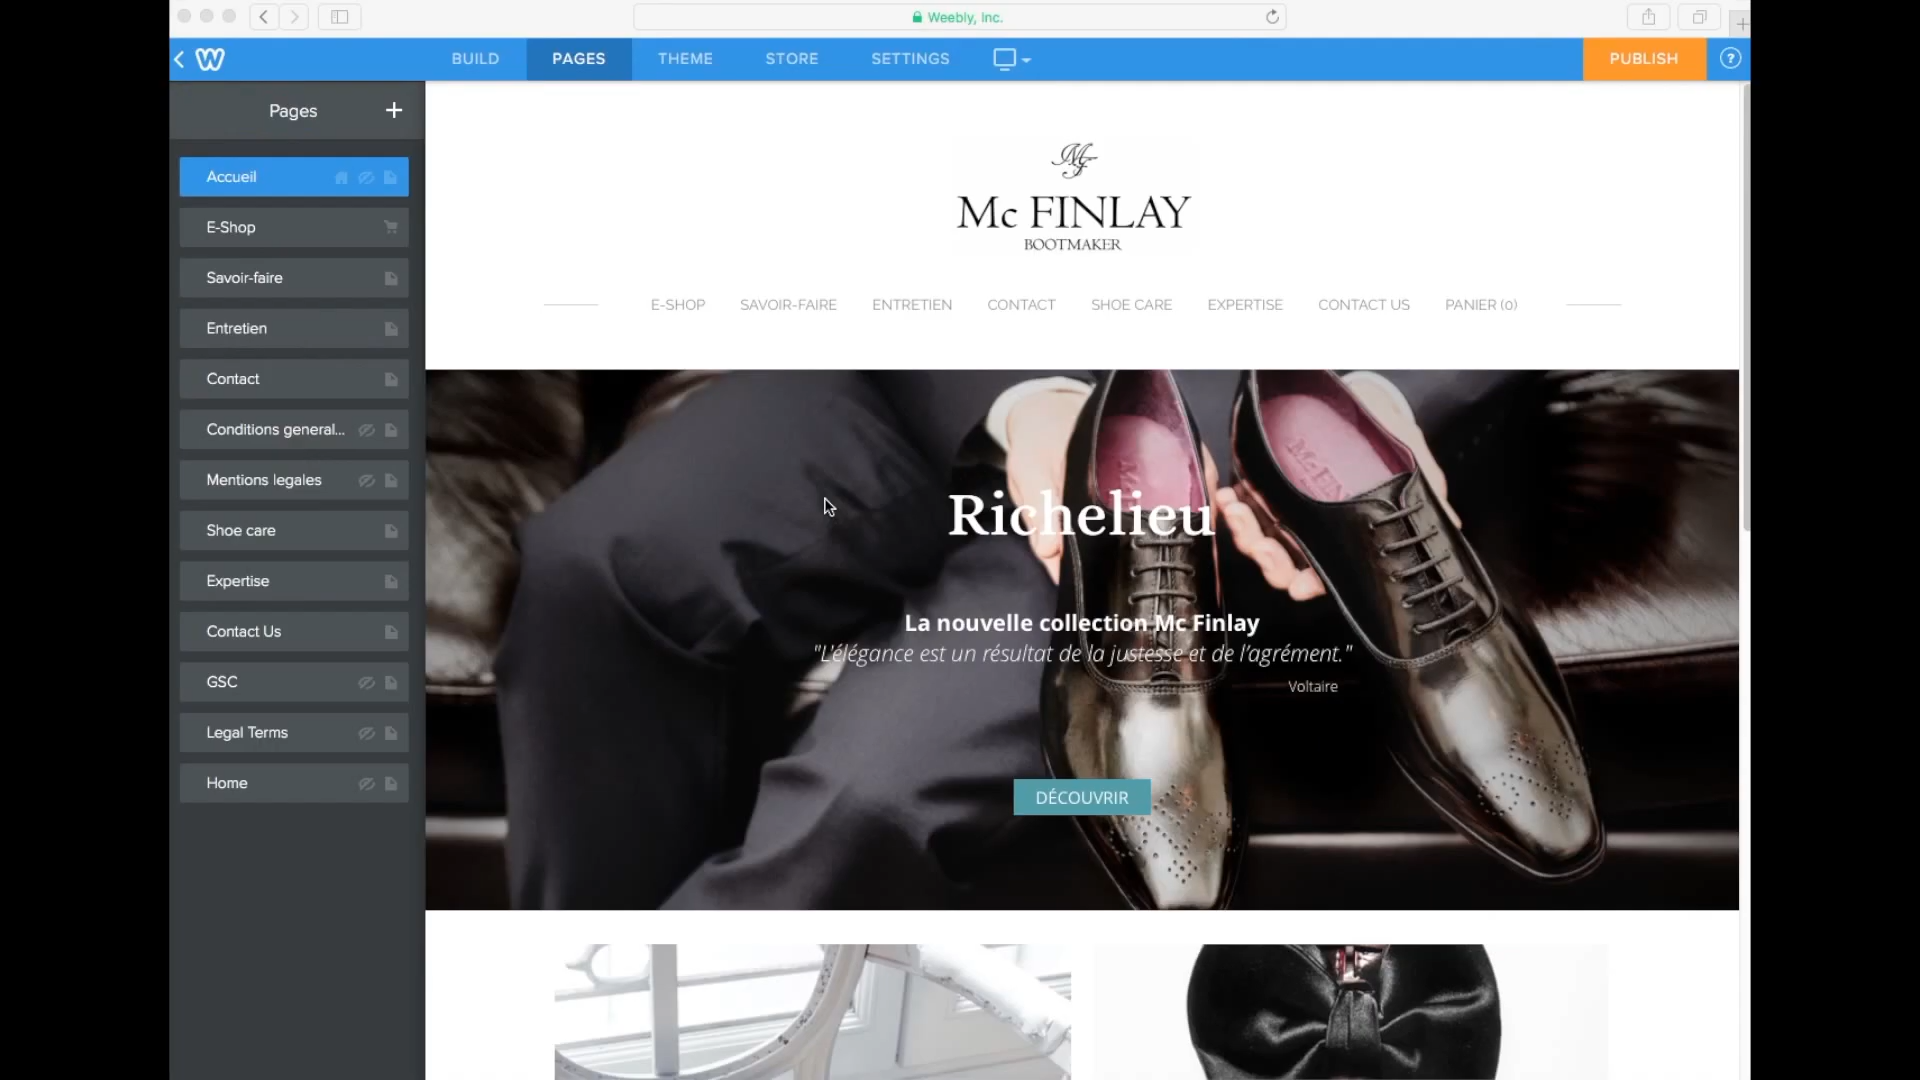 Weebly, Inc.
BUILD PAGES THEME STORE SETTINGS PUBLISH ?
Pages +
Accueil
E-Shop
Savoir-faire
Entretien
Contact
Conditions general...
Mentions legales
Shoe care
Expertise
Contact Us
GSC
Legal Terms
Home
Mc FINLAY
BOOTMAKER
E-SHOP SAVOIR-FAIRE ENTRETIEN CONTACT SHOE CARE EXPERTISE CONTACT US PANIER (0)
Richelieu
La nouvelle collection Mc Finlay
"L'élégance est un résultat de la justesse et de l’agrément."
Voltaire
DÉCOUVRIR